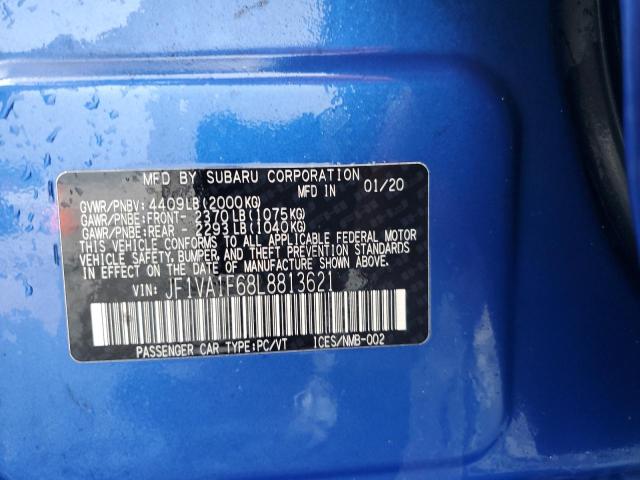 MFD BY SUBARU CORPORATION
MFD IN 01/20
GVWR/PNBV: 4409LB(2000KG)
GAWR/PNBE:FRONT- 2370LB(1075KG)
GAWR/PNBE:REAR - 2293LB(1040KG)
THIS VEHICLE CONFORMS TO ALL APPLICABLE FEDERAL MOTOR
VEHICLE SAFETY, BUMPER, AND THEFT PREVENTION STANDARDS
IN EFFECT ON THE DATE OF MANUFACTURE SHOWN ABOVE.
VIN: JF1VA1F68L8813621
PASSENGER CAR TYPE:PC/VT ICES/NMB-002